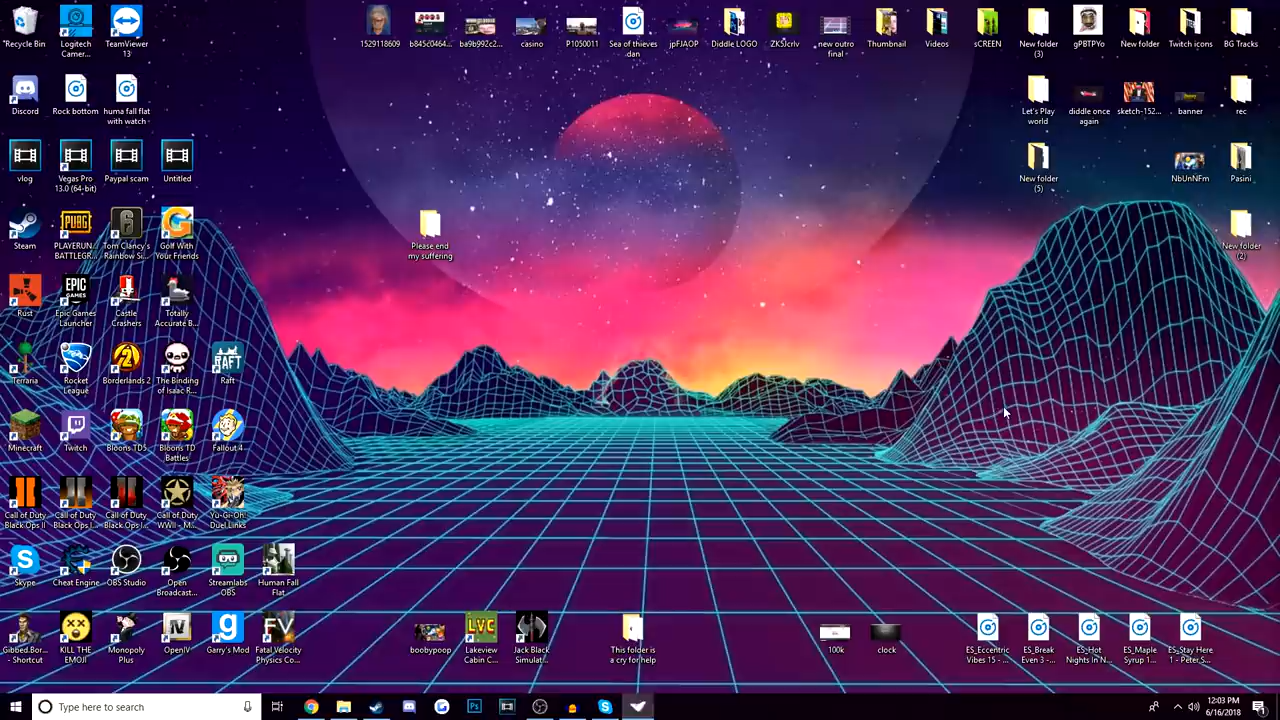 Recycle Bin
Logitech
Camer...
TeamViewer
13
1529118609
b845c0464...
ba9b992c2...
casino
P1050011
Sea of thieves
.dan
jpFJAOP
Diddle LOGO
ZKSlcrlv
new outro
final -
Thumbnail
Videos
sCREEN
New folder
(3)
gPBTPYo
New folder
Twitch icons
BG Tracks
Discord
Rock bottom
huma fall flat
with watch -
Let's Play
world
diddle once
again
sketch-152...
banner
rec
vlog
Vegas Pro
13.0 (64-bit)
Paypal scam
Untitled
New folder
(5)
NbUnNFm
Pasini
Steam
PUBG
PLAYERUN...
BATTLEGR...
Tom Clancy's
Rainbow Si...
Golf With
Your Friends
Please end
my suffering
New folder
(2)
Rust
EPIC
GAMES
Epic Games
Launcher
Castle
Crashers
Totally
Accurate B...
Terraria
Rocket
League
Borderlands 2
The Binding
of Isaac R...
RAFT
Raft
Minecraft
Twitch
Bloons TD5
Bloons TD
Battles
Fallout 4
Call of Duty
Black Ops II
Call of Duty
Black Ops I...
Call of Duty
Black Ops I...
Call of Duty
WWII - M...
Yu-Gi-Oh!
Duel Links
Skype
Cheat Engine
OBS Studio
Open
Broadcast...
Streamlabs
OBS
Human Fall
Flat
Gibbed.Bor...
- Shortcut
KILL THE
EMOJI
Monopoly
Plus
IV
OpenIV
g
Garry's Mod
FV
Fatal Velocity
Physics Co...
boobypoop
LVC
Lakeview
Cabin C...
Jack Black
Simulat...
This folder is
a cry for help
100k
clock
ES_Eccentric
Vibes 15 - ...
ES_Break
Even 3 -...
ES_Hot
Nights In N...
ES_Maple
Syrup 1...
ES_Stay Here
1 - Peter S...
Type here to search
Ps
12:03 PM
6/16/2018